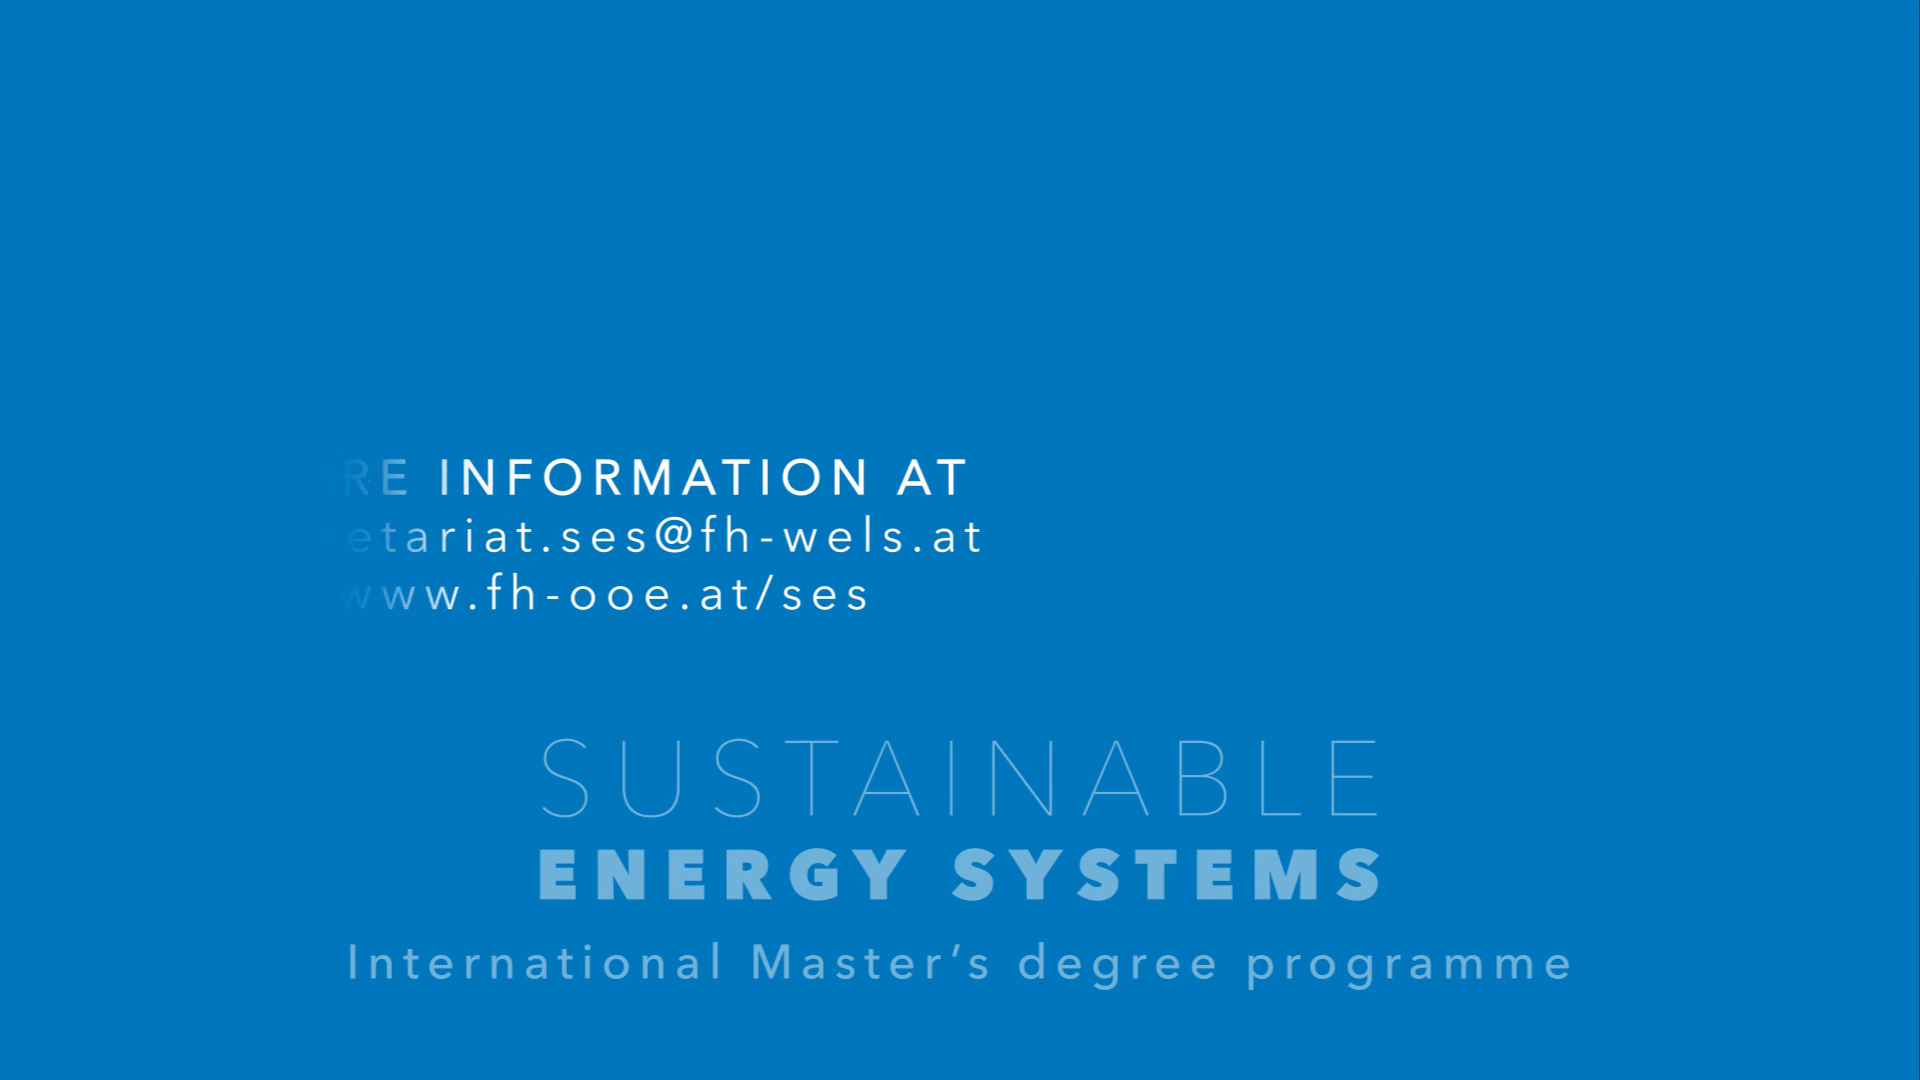 RE INFORMATION AT
etariat.ses@fh-wels.at
www.fh-ooe.at/ses
SUSTAINABLE
ENERGY SYSTEMS
International Master’s degree programme